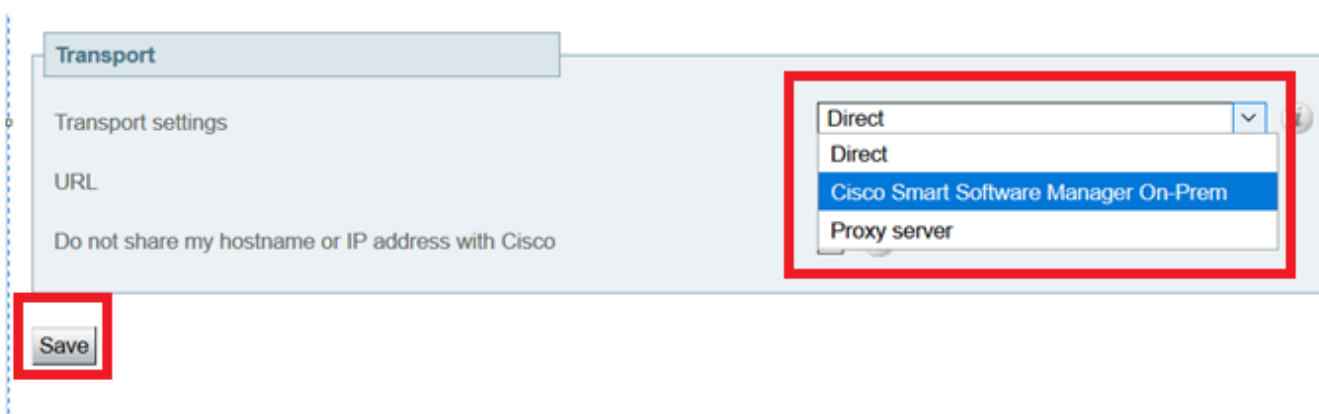 Transport
Transport settings
Direct
Direct
URL
Cisco Smart Software Manager On-Prem
Do not share my hostname or IP address with Cisco
Proxy server
Save